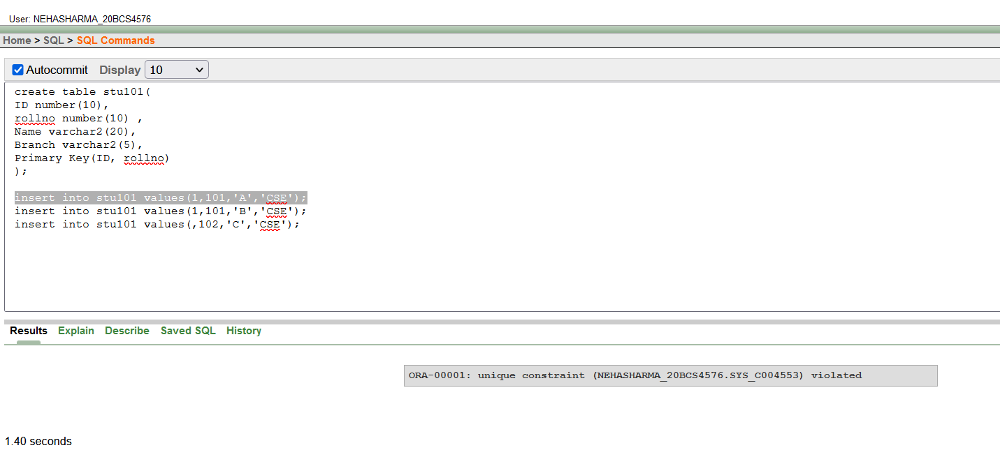 User: NEHASHARMA_20BCS4576
Home > SQL > SQL Commands
Autocommit Display 10
create table stu101(
ID number(10),
rollno number(10) ,
Name varchar2(20),
Branch varchar2(5),
Primary Key(ID, rollno)
);
insert into stu101 values(1,101,'A','CSE');
insert into stu101 values(1,101,'B','CSE');
insert into stu101 values(,102,'C','CSE');
Results Explain Describe Saved SQL History
ORA-00001: unique constraint (NEHASHARMA_20BCS4576.SYS_C004553) violated
1.40 seconds